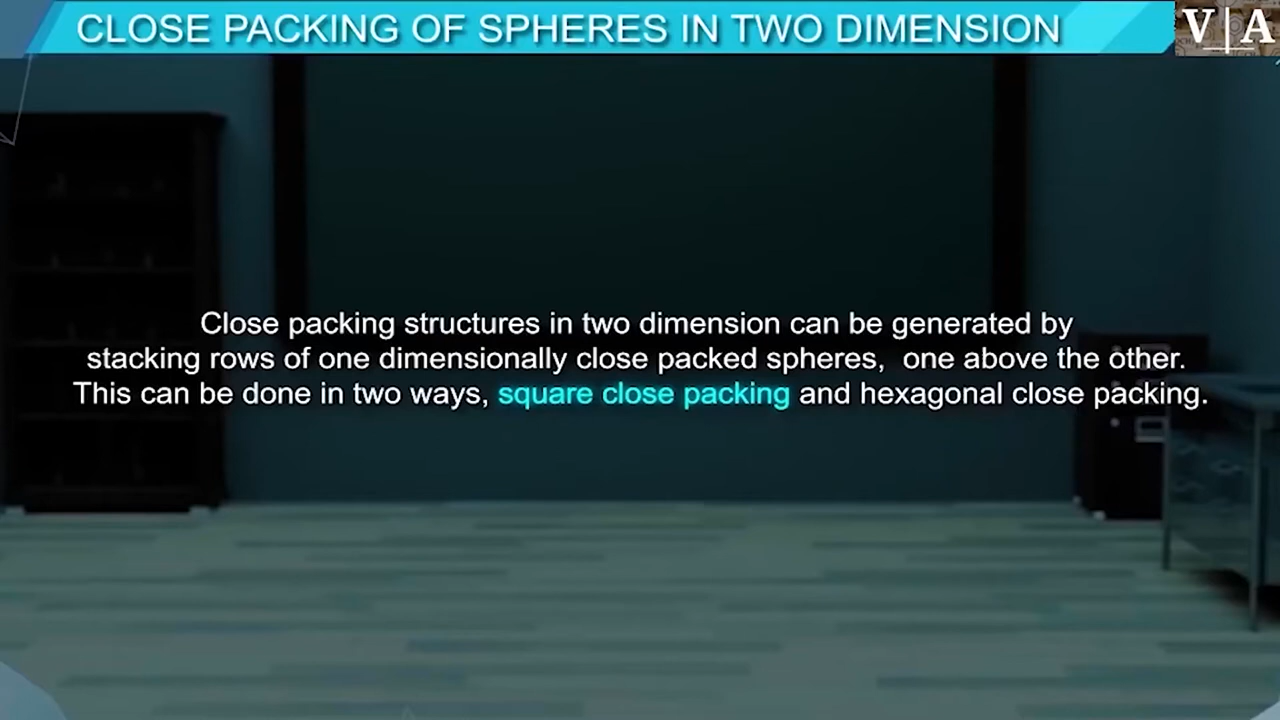 CLOSE PACKING OF SPHERES IN TWO DIMENSION
V|A
Close packing structures in two dimension can be generated by
stacking rows of one dimensionally close packed spheres,  one above the other.
This can be done in two ways, square close packing and hexagonal close packing.